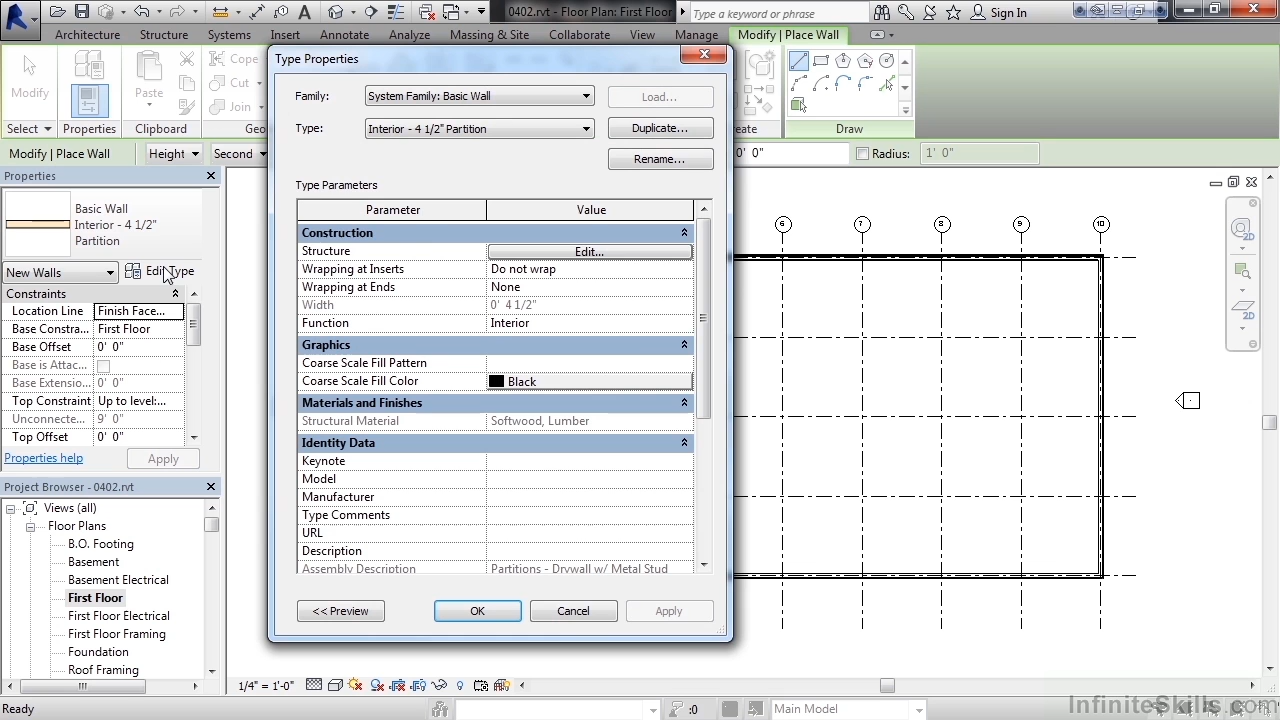 0402.rvt - Floor Plan: First Floor
Type a keyword or phrase
Sign In
Architecture Structure Systems Insert Annotate Analyze Massing & Site Collaborate View Manage Modify | Place Wall
Modify
Paste
Cope
Cut
Join
Select Properties Clipboard Geo
eate
Draw
Modify | Place Wall
Height
Second
0' 0"
Radius:
1' 0"
Properties
Basic Wall
Interior - 4 1/2"
Partition
New Walls
Edit Type
Constraints
Location Line Finish Face...
Base Constra... First Floor
Base Offset 0' 0"
Base is Attac...
Base Extensio... 0' 0"
Top Constraint Up to level:...
Unconnecte... 9' 0"
Top Offset 0' 0"
Properties help
Apply
Project Browser - 0402.rvt
Views (all)
Floor Plans
B.O. Footing
Basement
Basement Electrical
First Floor
First Floor Electrical
First Floor Framing
Foundation
Roof Framing
Type Properties
Family:
System Family: Basic Wall
Load...
Type:
Interior - 4 1/2" Partition
Duplicate...
Rename...
Type Parameters
Parameter Value
Construction
Structure Edit...
Wrapping at Inserts Do not wrap
Wrapping at Ends None
Width 0' 4 1/2"
Function Interior
Graphics
Coarse Scale Fill Pattern
Coarse Scale Fill Color Black
Materials and Finishes
Structural Material Softwood, Lumber
Identity Data
Keynote
Model
Manufacturer
Type Comments
URL
Description
Assembly Description Partitions - Drywall w/ Metal Stud
<< Preview
OK
Cancel
Apply
6 7 8 9 10
2D
2D
1/4" = 1'-0"
Ready
:0
Main Model
InfiniteSkills.com